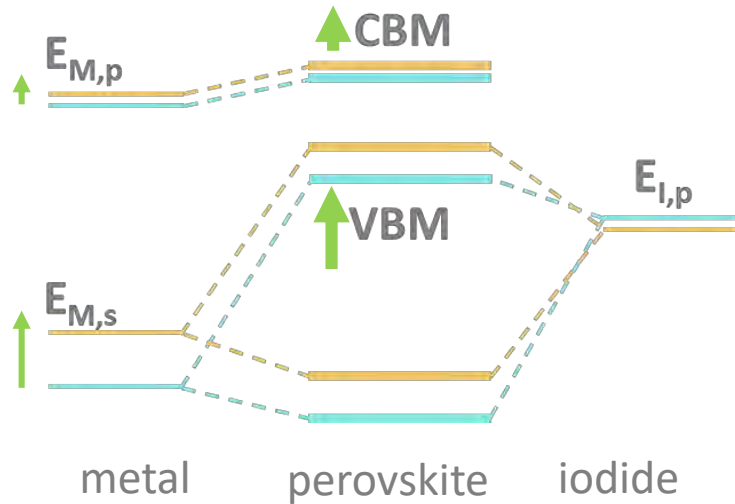 CBM
E_M,p
E_I,p
VBM
E_M,s
metal perovskite iodide